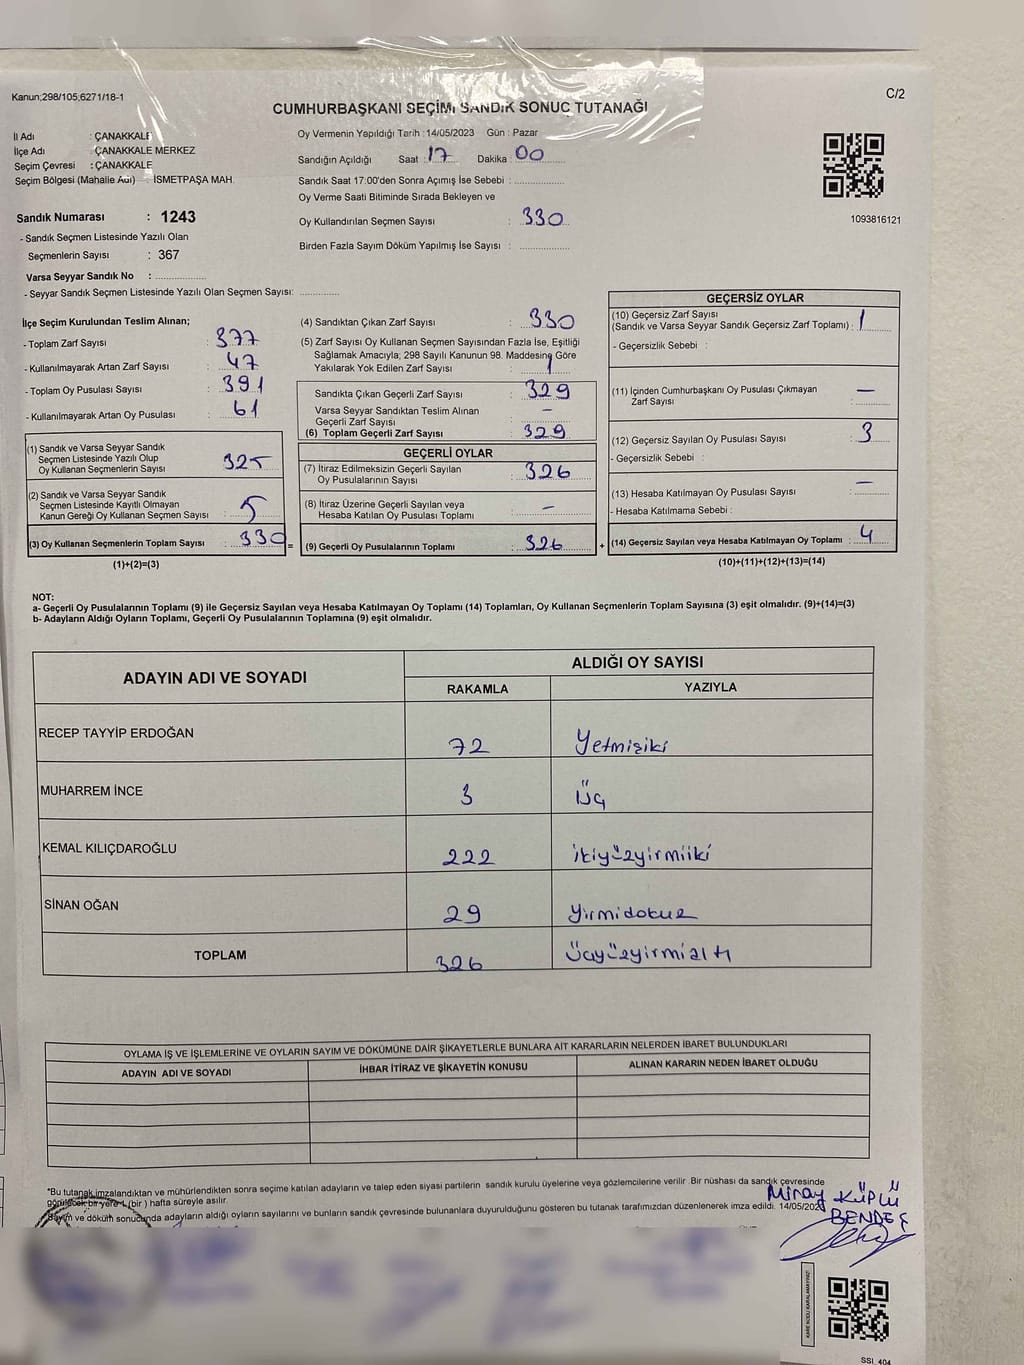 Kanun;298/105;6271/18-1
C/2
CUMHURBAŞKANI SEÇİMİ SANDIK SONUÇ TUTANAĞI
İl Adı : ÇANAKKALE
İlçe Adı : ÇANAKKALE MERKEZ
Seçim Çevresi : ÇANAKKALE
Seçim Bölgesi (Mahalle Adı) : İSMETPAŞA MAH.
Sandık Numarası : 1243
- Sandık Seçmen Listesinde Yazılı Olan
Seçmenlerin Sayısı : 367
Varsa Seyyar Sandık No :
- Seyyar Sandık Seçmen Listesinde Yazılı Olan Seçmen Sayısı:
Oy Vermenin Yapıldığı Tarih : 14/05/2023 Gün : Pazar
Sandığın Açıldığı Saat : 17 Dakika : 00
Sandık Saat 17:00'den Sonra Açımış İse Sebebi :
Oy Verme Saati Bitiminde Sırada Bekleyen ve
Oy Kullandırılan Seçmen Sayısı : 330
Birden Fazla Sayım Döküm Yapılmış İse Sayısı :
1093816121
İlçe Seçim Kurulundan Teslim Alınan;
- Toplam Zarf Sayısı : 377
- Kullanılmayarak Artan Zarf Sayısı : 47
- Toplam Oy Pusulası Sayısı : 391
- Kullanılmayarak Artan Oy Pusulası : 61
(1) Sandık ve Varsa Seyyar Sandık
Seçmen Listesinde Yazılı Olup
Oy Kullanan Seçmenlerin Sayısı : 325
(2) Sandık ve Varsa Seyyar Sandık
Seçmen Listesinde Kayıtlı Olmayan
Kanun Gereği Oy Kullanan Seçmen Sayısı : 5
(3) Oy Kullanan Seçmenlerin Toplam Sayısı : 330 =
(1)+(2)=(3)
(4) Sandıktan Çıkan Zarf Sayısı : 330
(5) Zarf Sayısı Oy Kullanan Seçmen Sayısından Fazla İse, Eşitliği
Sağlamak Amacıyla; 298 Sayılı Kanunun 98. Maddesine Göre
Yakılarak Yok Edilen Zarf Sayısı : 1
Sandıkta Çıkan Geçerli Zarf Sayısı : 329
Varsa Seyyar Sandıktan Teslim Alınan
Geçerli Zarf Sayısı : –
(6) Toplam Geçerli Zarf Sayısı : 329
GEÇERLİ OYLAR
(7) İtiraz Edilmeksizin Geçerli Sayılan
Oy Pusulalarının Sayısı : 326
(8) İtiraz Üzerine Geçerli Sayılan veya
Hesaba Katılan Oy Pusulası Toplamı : –
(9) Geçerli Oy Pusulalarının Toplamı : 326 +
GEÇERSİZ OYLAR
(10) Geçersiz Zarf Sayısı
(Sandık ve Varsa Seyyar Sandık Geçersiz Zarf Toplamı) : 1
- Geçersizlik Sebebi :
(11) İçinden Cumhurbaşkanı Oy Pusulası Çıkmayan
Zarf Sayısı : –
(12) Geçersiz Sayılan Oy Pusulası Sayısı : 3
- Geçersizlik Sebebi :
(13) Hesaba Katılmayan Oy Pusulası Sayısı : –
- Hesaba Katılmama Sebebi :
(14) Geçersiz Sayılan veya Hesaba Katılmayan Oy Toplamı : 4
(10)+(11)+(12)+(13)=(14)
NOT:
a- Geçerli Oy Pusulalarının Toplamı (9) ile Geçersiz Sayılan veya Hesaba Katılmayan Oy Toplamı (14) Toplamları, Oy Kullanan Seçmenlerin Toplam Sayısına (3) eşit olmalıdır. (9)+(14)=(3)
b- Adayların Aldığı Oyların Toplamı, Geçerli Oy Pusulalarının Toplamına (9) eşit olmalıdır.
ADAYIN ADI VE SOYADI
ALDIĞI OY SAYISI
RAKAMLA YAZIYLA
RECEP TAYYİP ERDOĞAN 72 Yetmişiki
MUHARREM İNCE 3 Üç
KEMAL KILIÇDAROĞLU 222 ikiyüzyirmiiki
SİNAN OĞAN 29 yirmidokuz
TOPLAM 326 üçyüzyirmialtı
OYLAMA İŞ VE İŞLEMLERİNE VE OYLARIN SAYIM VE DÖKÜMÜNE DAİR ŞİKAYETLERLE BUNLARA AİT KARARLARIN NELERDEN İBARET BULUNDUKLARI
ADAYIN ADI VE SOYADI İHBAR İTİRAZ VE ŞİKAYETİN KONUSU ALINAN KARARIN NEDEN İBARET OLDUĞU
*Bu tutanak imzalandıktan ve mühürlendikten sonra seçime katılan adayların ve talep eden siyasi partilerin sandık kurulu üyelerine veya gözlemcilerine verilir .Bir nüshası da sandık çevresinde
görülecek bir yere 1 (bir ) hafta süreyle asılır.
Sayım ve döküm sonucunda adayların aldığı oyların sayılarını ve bunların sandık çevresinde bulunanlara duyurulduğunu gösteren bu tutanak tarafımızdan düzenlenerek imza edildi. 14/05/2023
Miray KÜPLÜ
BENDEŞ
KARE KODU KARALAMAYINIZ!
SSİ_404